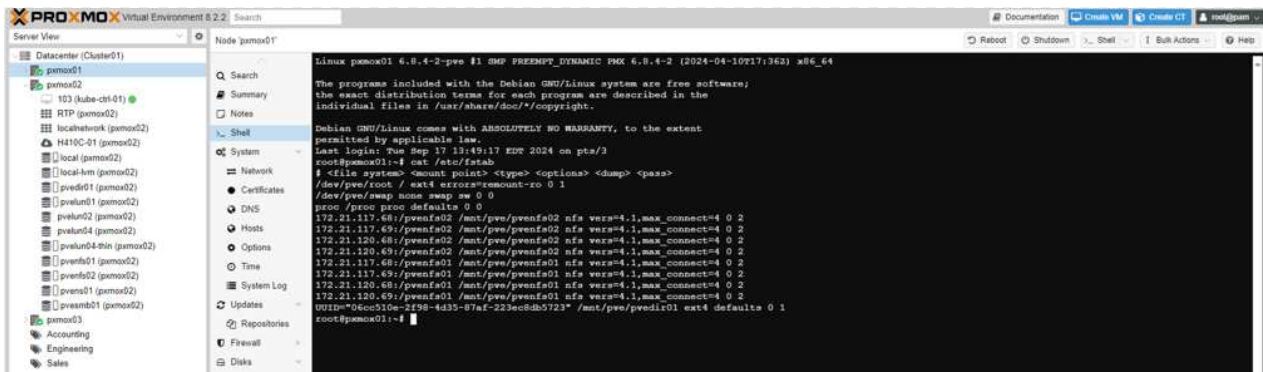 PROXMOX Virtual Environment 8.2.2 Search
Documentation Create VM Create CT root@pam
Server View
Node 'pxmox01'
Reboot Shutdown Shell Bulk Actions Help
Datacenter (Cluster01)
pxmox01
pxmox02
103 (kube-ctrl-01)
RTP (pxmox02)
localnetwork (pxmox02)
H410C-01 (pxmox02)
local (pxmox02)
local-lvm (pxmox02)
pvedir01 (pxmox02)
pvelun01 (pxmox02)
pvelun02 (pxmox02)
pvelun04 (pxmox02)
pvelun04-thin (pxmox02)
pvenfs01 (pxmox02)
pvenfs02 (pxmox02)
pvens01 (pxmox02)
pvesmb01 (pxmox02)
pxmox03
Accounting
Engineering
Sales
Search
Summary
Notes
>_ Shell
System
Network
Certificates
DNS
Hosts
Options
Time
System Log
Updates
Repositories
Firewall
Disks
Linux pxmox01 6.8.4-2-pve #1 SMP PREEMPT_DYNAMIC PMX 6.8.4-2 (2024-04-10T17:36Z) x86_64
The programs included with the Debian GNU/Linux system are free software;
the exact distribution terms for each program are described in the
individual files in /usr/share/doc/*/copyright.
Debian GNU/Linux comes with ABSOLUTELY NO WARRANTY, to the extent
permitted by applicable law.
Last login: Tue Sep 17 13:49:17 EDT 2024 on pts/3
root@pxmox01:~# cat /etc/fstab
# <file system> <mount point> <type> <options> <dump> <pass>
/dev/pve/root / ext4 errors=remount-ro 0 1
/dev/pve/swap none swap sw 0 0
proc /proc proc defaults 0 0
172.21.117.68:/pvenfs02 /mnt/pve/pvenfs02 nfs vers=4.1,max_connect=4 0 2
172.21.117.69:/pvenfs02 /mnt/pve/pvenfs02 nfs vers=4.1,max_connect=4 0 2
172.21.120.68:/pvenfs02 /mnt/pve/pvenfs02 nfs vers=4.1,max_connect=4 0 2
172.21.120.69:/pvenfs02 /mnt/pve/pvenfs02 nfs vers=4.1,max_connect=4 0 2
172.21.117.68:/pvenfs01 /mnt/pve/pvenfs01 nfs vers=4.1,max_connect=4 0 2
172.21.117.69:/pvenfs01 /mnt/pve/pvenfs01 nfs vers=4.1,max_connect=4 0 2
172.21.120.68:/pvenfs01 /mnt/pve/pvenfs01 nfs vers=4.1,max_connect=4 0 2
172.21.120.69:/pvenfs01 /mnt/pve/pvenfs01 nfs vers=4.1,max_connect=4 0 2
UUID="06cc510e-2f98-4d35-87af-223ec8db5723" /mnt/pve/pvedir01 ext4 defaults 0 1
root@pxmox01:~#